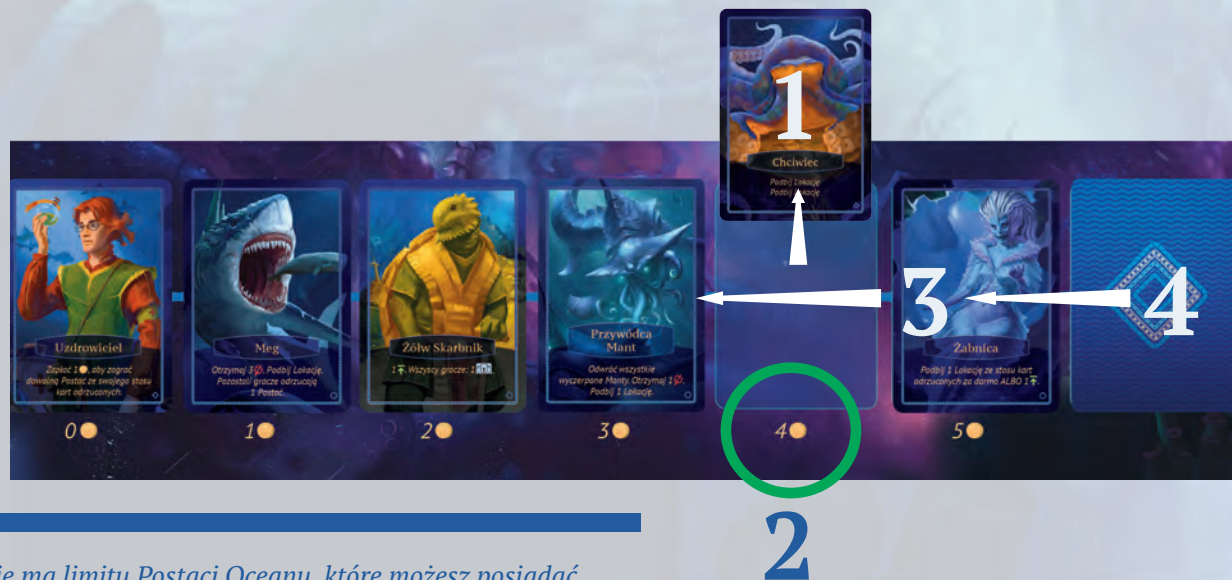 1
Chciwiec
Podbij Lokację
Podbij Lokację
Uzdrowiciel
Zapłać 1, aby zagrać
dowolną Postać ze swojego stosu
kart odrzuconych.
Meg
Otrzymaj 3. Podbij Lokację.
Pozostali gracze odrzucają
1 Postać.
Żółw Skarbnik
1. Wszyscy gracze: 1
Przywódca
Mant
Odwróć wszystkie
wyczerpane Manty. Otrzymaj 1.
Podbij 1 Lokację.
3
Żabnica
Podbij 1 Lokację ze stosu kart
odrzuconych za darmo ALBO 1.
4
0
1
2
3
4
5
2
ma limitu Postaci Oceanu, które możesz posiadać